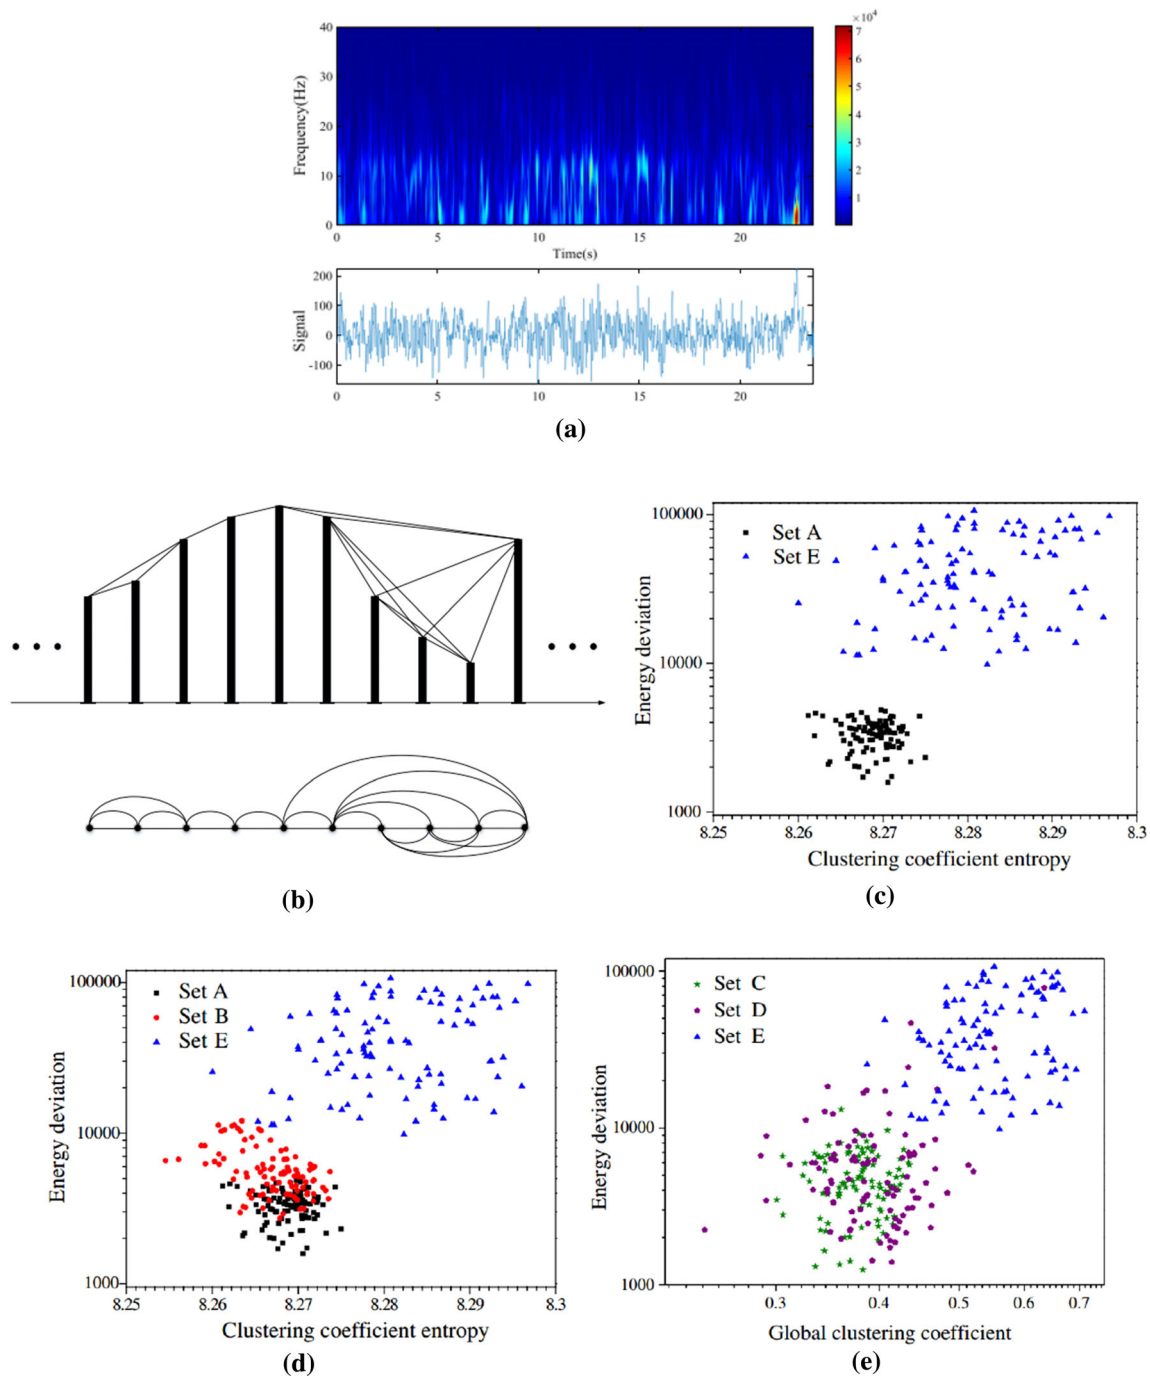 ×10⁴
40
30
20
10
0
Frequency(Hz)
7
6
5
4
3
2
1
0 5 10 15 20
Time(s)
200
100
0
-100
Signal
0 5 10 15 20
(a)
(b)
100000
10000
1000
Energy deviation
Set A
Set E
8.25 8.26 8.27 8.28 8.29 8.3
Clustering coefficient entropy
(c)
100000
10000
1000
Energy deviation
Set A
Set B
Set E
8.25 8.26 8.27 8.28 8.29 8.3
Clustering coefficient entropy
(d)
100000
10000
1000
Energy deviation
Set C
Set D
Set E
0.3 0.4 0.5 0.6 0.7
Global clustering coefficient
(e)